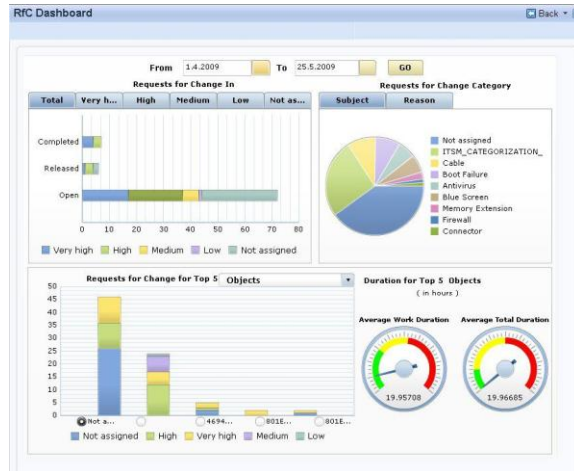 RfC Dashboard
Back
From 1.4.2009 To 25.5.2009 GO
Requests for Change In
Total Very h... High Medium Low Not as...
Completed
Released
Open
0 10 20 30 40 50 60 70 80
Very high High Medium Low Not assigned
Requests for Change Category
Subject Reason
Not assigned
ITSM_CATEGORIZATION_
Cable
Boot Failure
Antivirus
Blue Screen
Memory Extension
Firewall
Connector
Requests for Change for Top 5 Objects
50
45
40
35
30
25
20
15
10
5
0
Not a... 4694... 801E... 801E...
Not assigned High Very high Medium Low
Duration for Top 5 Objects
( in hours )
Average Work Duration Average Total Duration
19.95708 19.96685